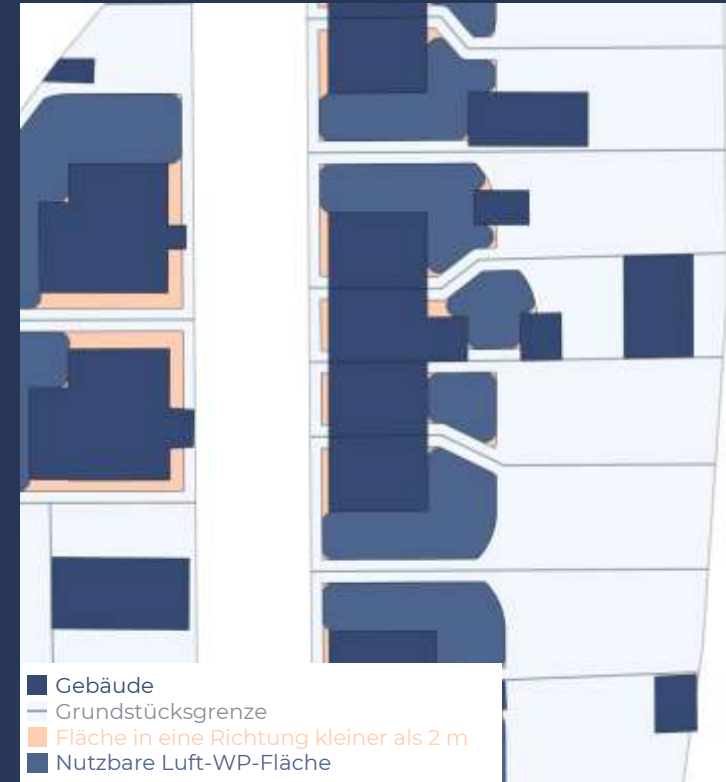 Gebäude
Grundstücksgrenze
Fläche in eine Richtung kleiner als 2 m
Nutzbare Luft-WP-Fläche